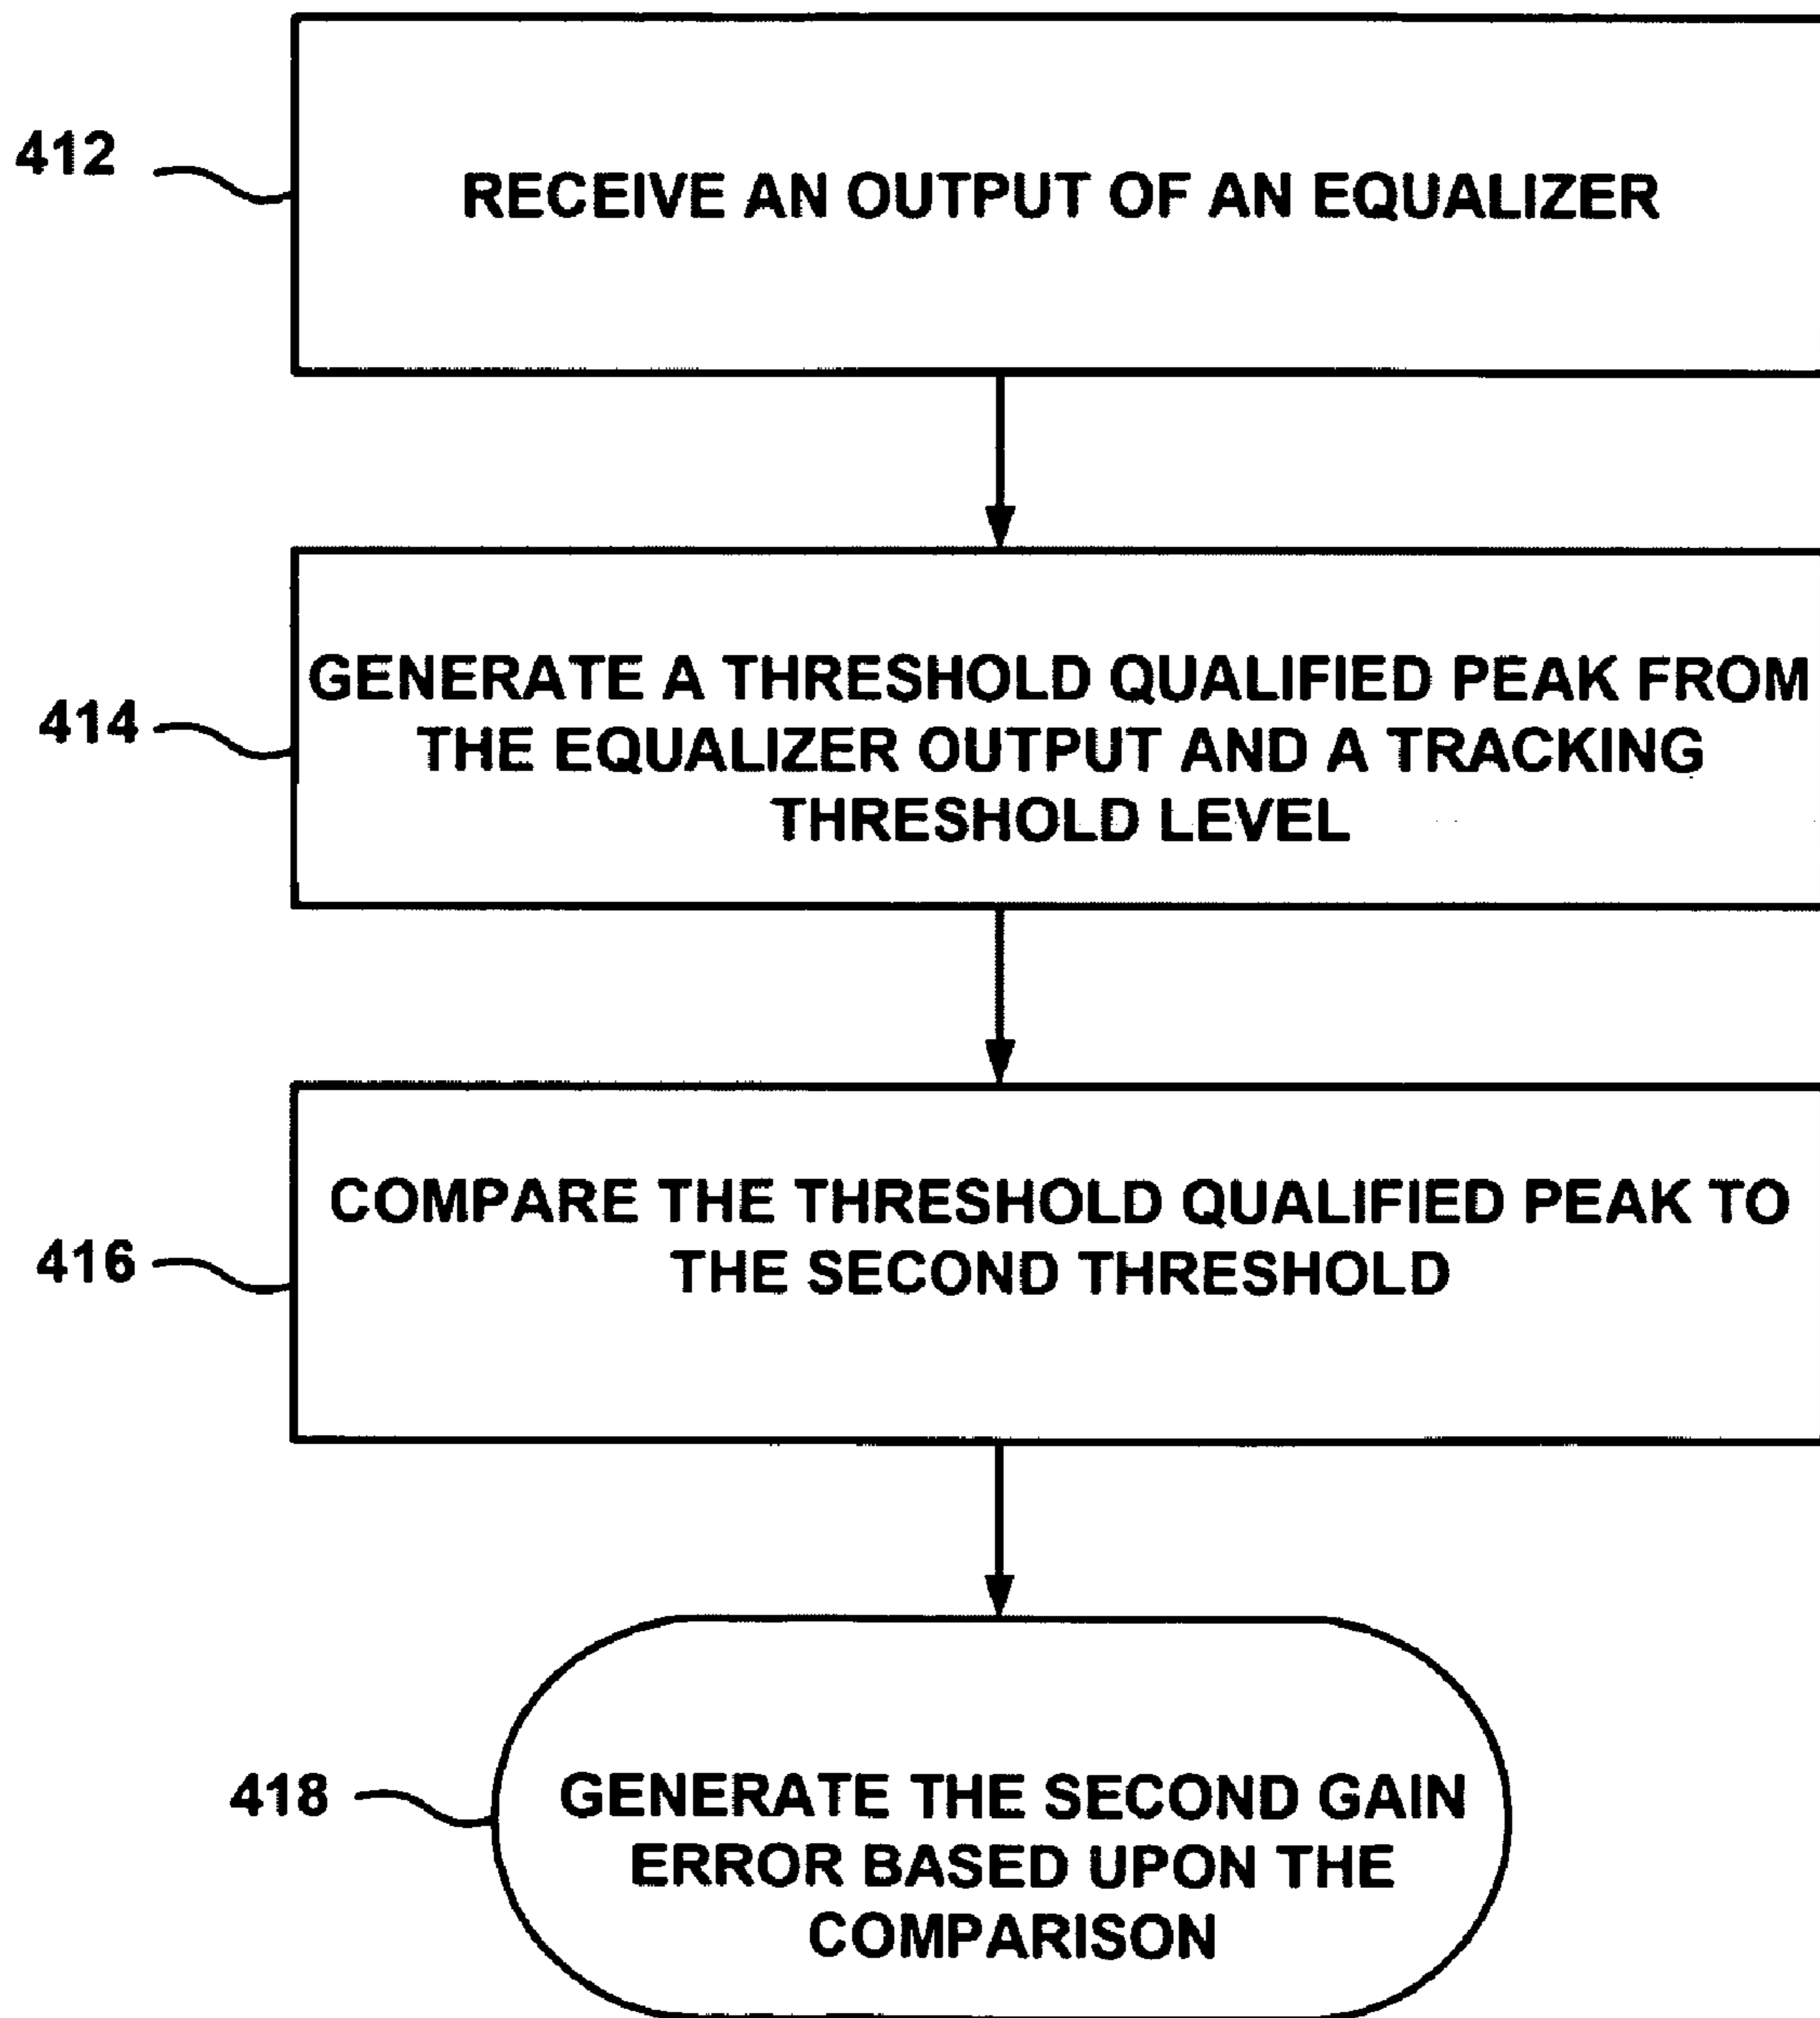 412
RECEIVE AN OUTPUT OF AN EQUALIZER
414
GENERATE A THRESHOLD QUALIFIED PEAK FROM
THE EQUALIZER OUTPUT AND A TRACKING
THRESHOLD LEVEL
416
COMPARE THE THRESHOLD QUALIFIED PEAK TO
THE SECOND THRESHOLD
418
GENERATE THE SECOND GAIN
ERROR BASED UPON THE
COMPARISON